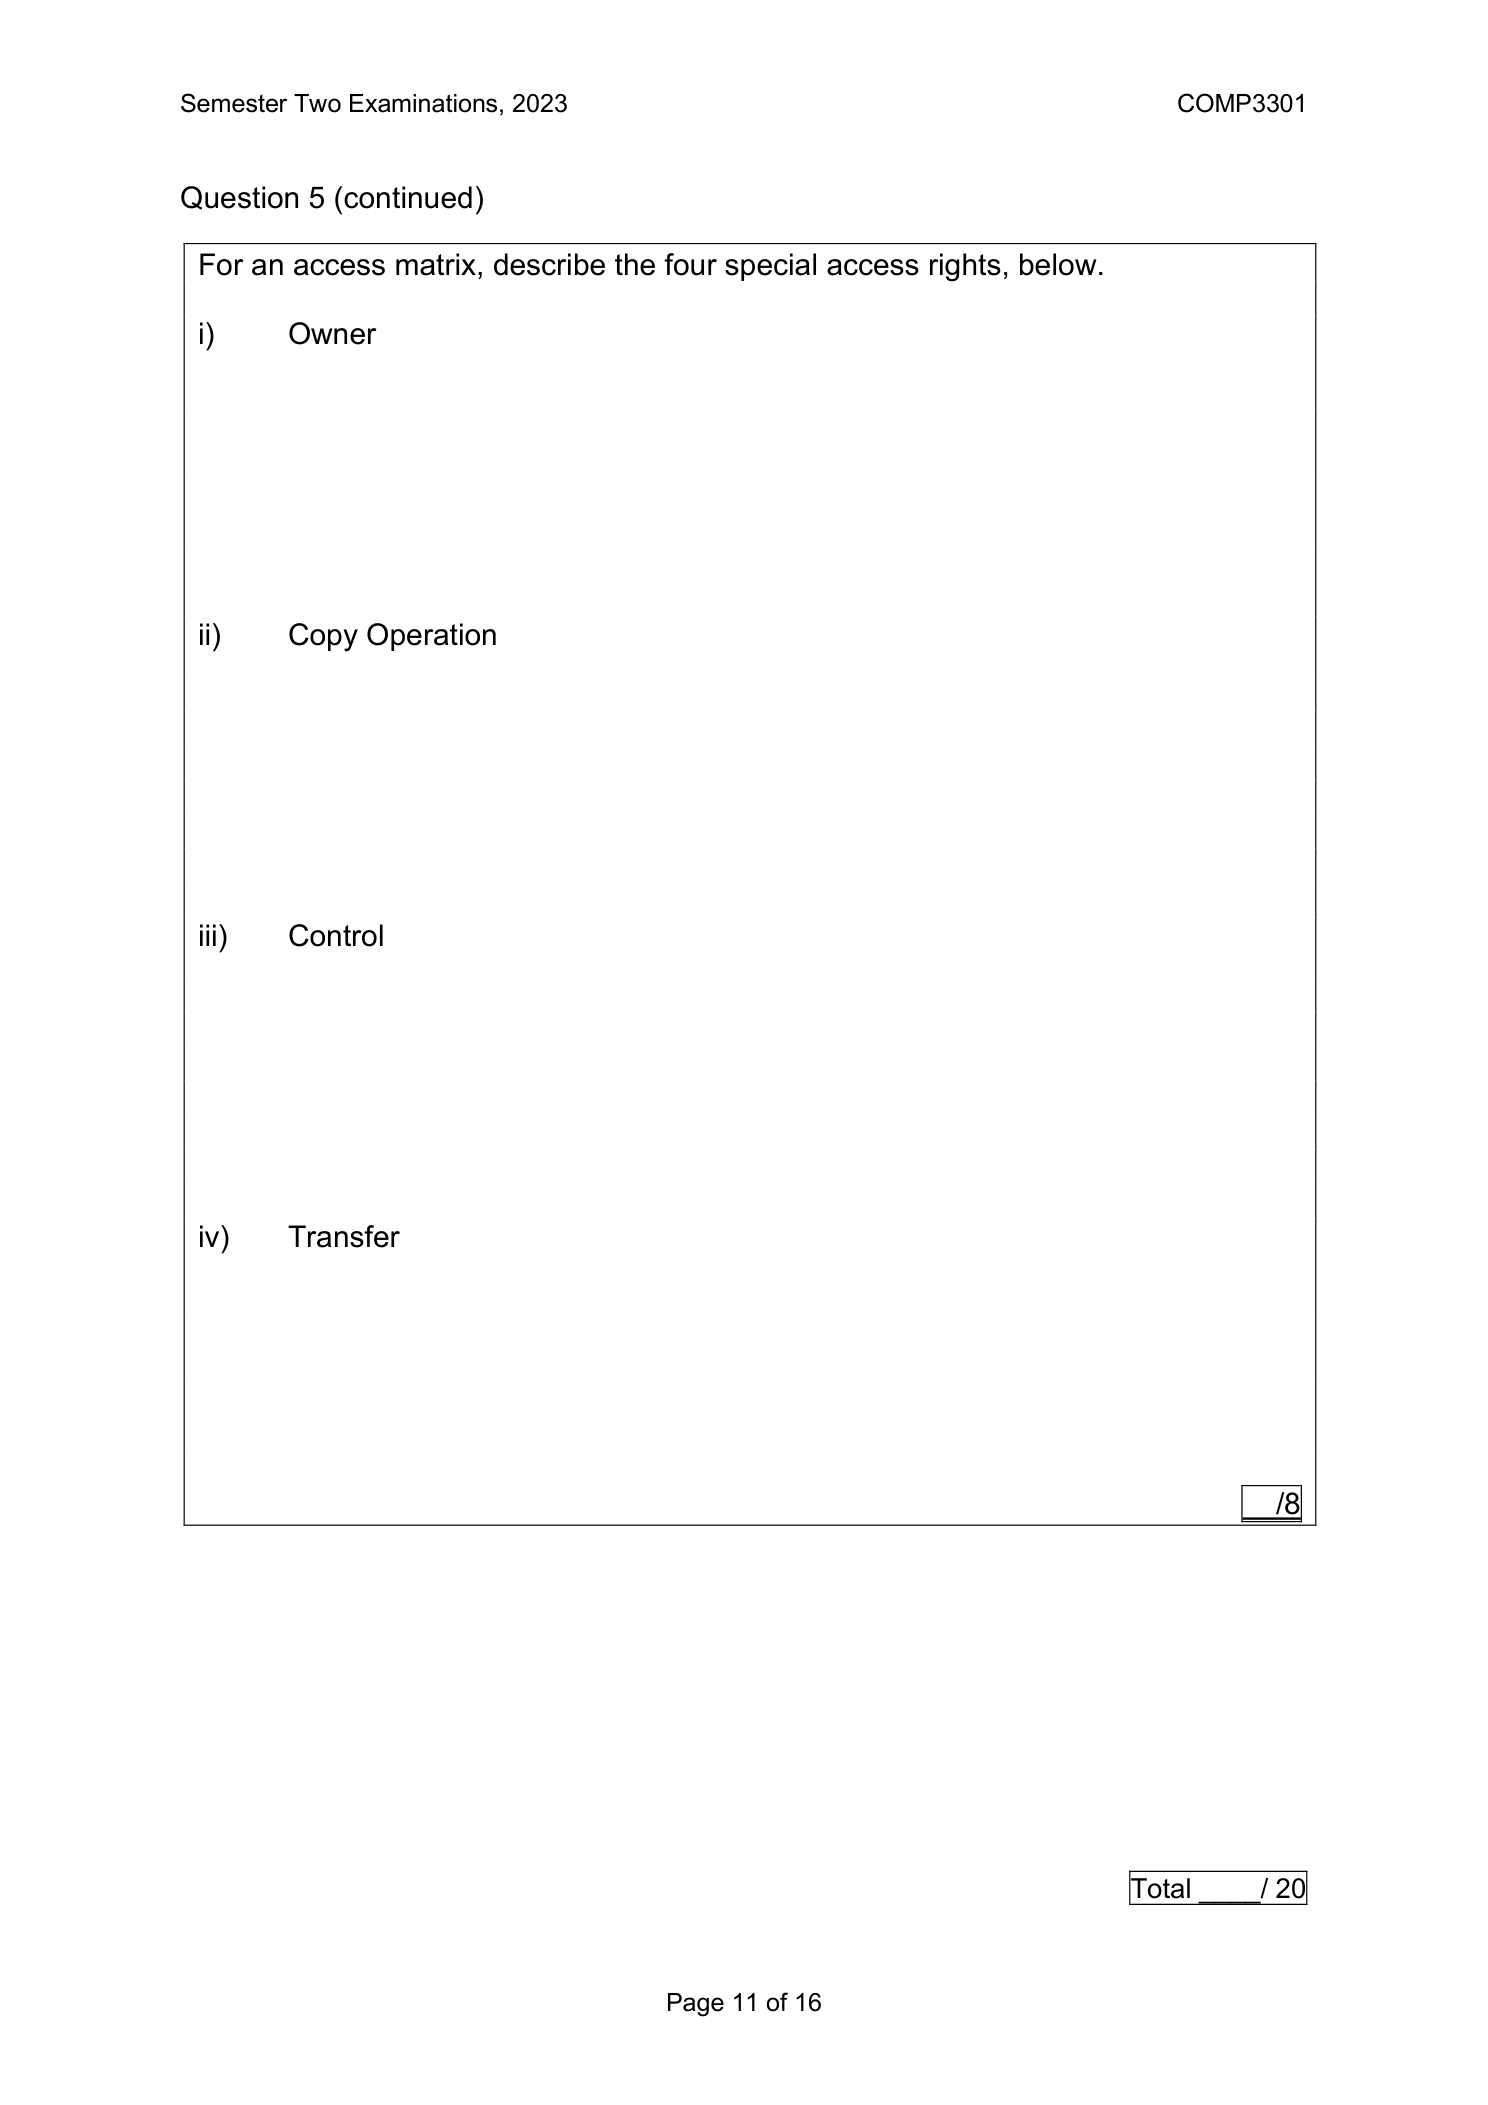 Semester Two Examinations, 2023 COMP3301
Question 5 (continued)
For an access matrix, describe the four special access rights, below.
i) Owner
ii) Copy Operation
iii) Control
iv) Transfer
__/8
Total ____/ 20
Page 11 of 16